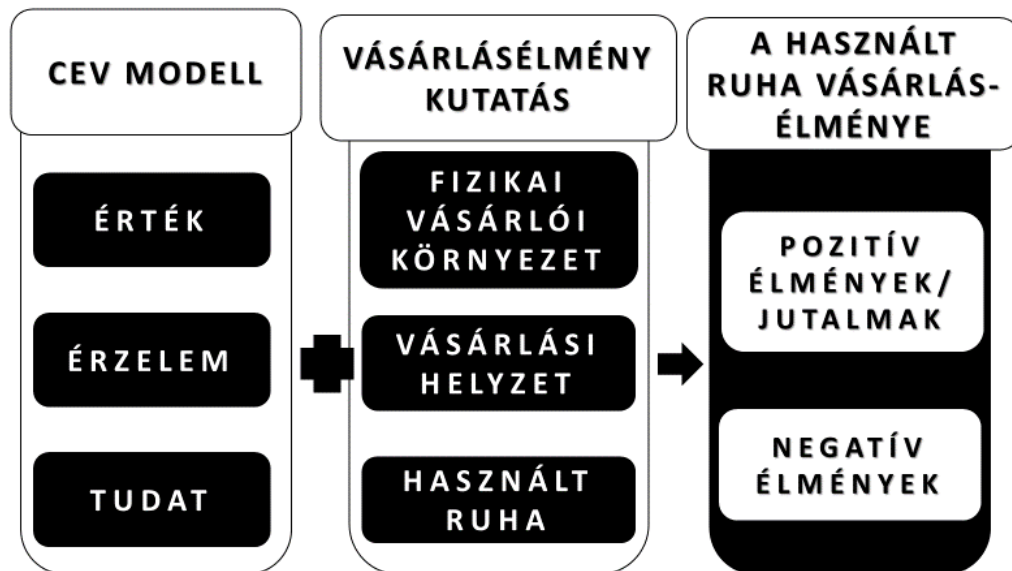 CEV MODELL
ÉRTÉK
ÉRZELEM
TUDAT
VÁSÁRLÁSÉLMÉNY
KUTATÁS
FIZIKAI
VÁSÁRLÓI
KÖRNYEZET
VÁSÁRLÁSI
HELYZET
HASZNÁLT
RUHA
A HASZNÁLT
RUHA VÁSÁRLÁS-
ÉLMÉNYE
POZITÍV
ÉLMÉNYEK/
JUTALMAK
NEGATÍV
ÉLMÉNYEK